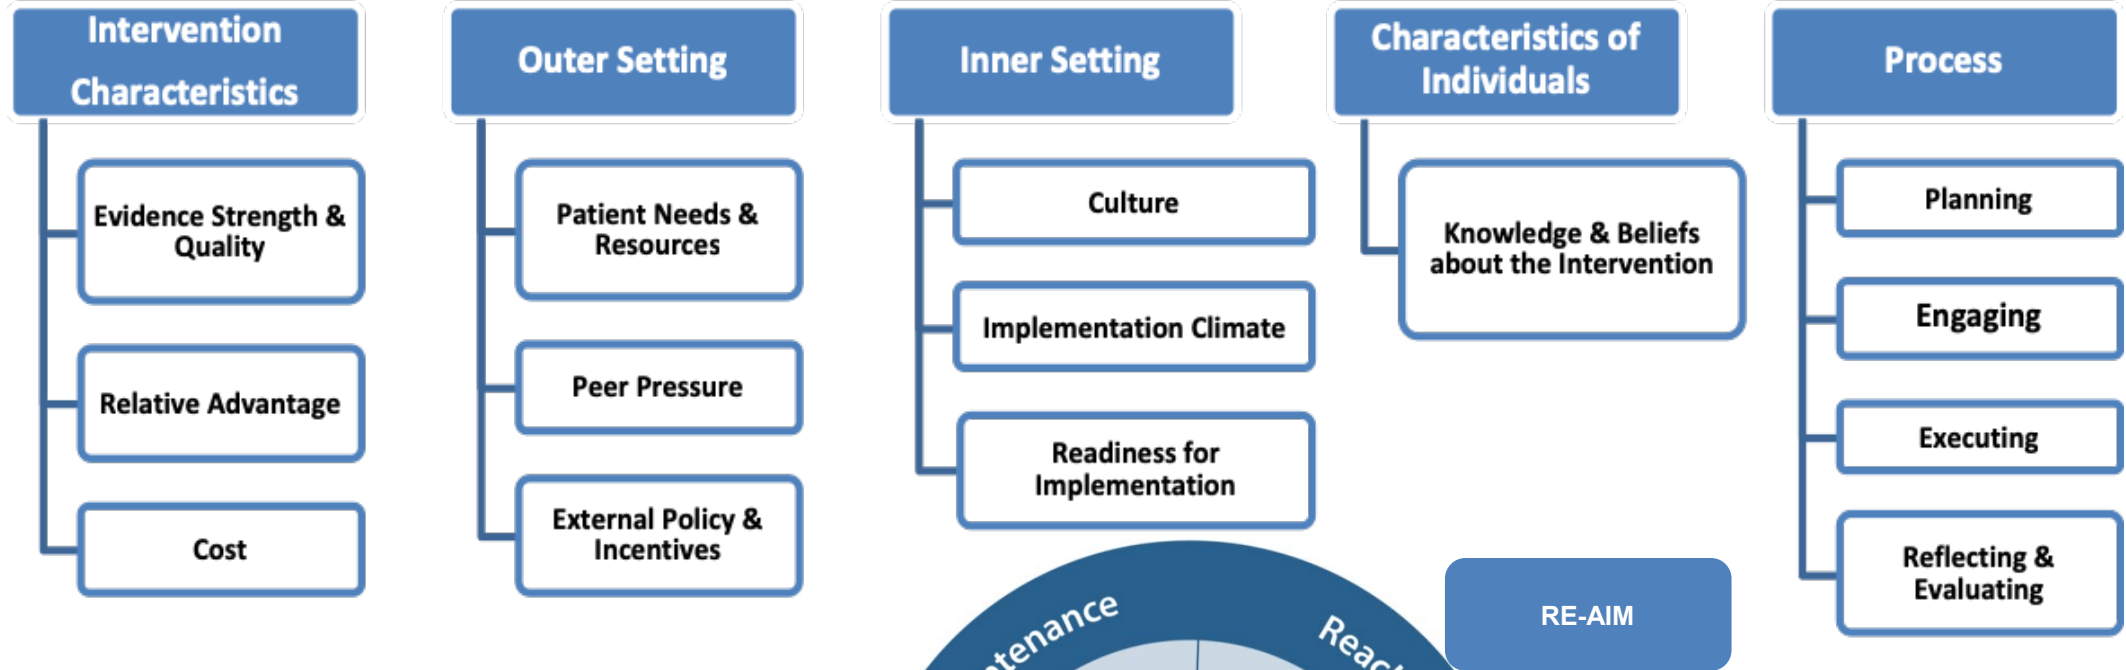 Intervention
Characteristics
Evidence Strength &
Quality
Relative Advantage
Cost
Outer Setting
Patient Needs &
Resources
Peer Pressure
External Policy &
Incentives
Inner Setting
Culture
Implementation Climate
Readiness for
Implementation
Characteristics of
Individuals
Knowledge & Beliefs
about the Intervention
Process
Planning
Engaging
Executing
Reflecting &
Evaluating
RE-AIM